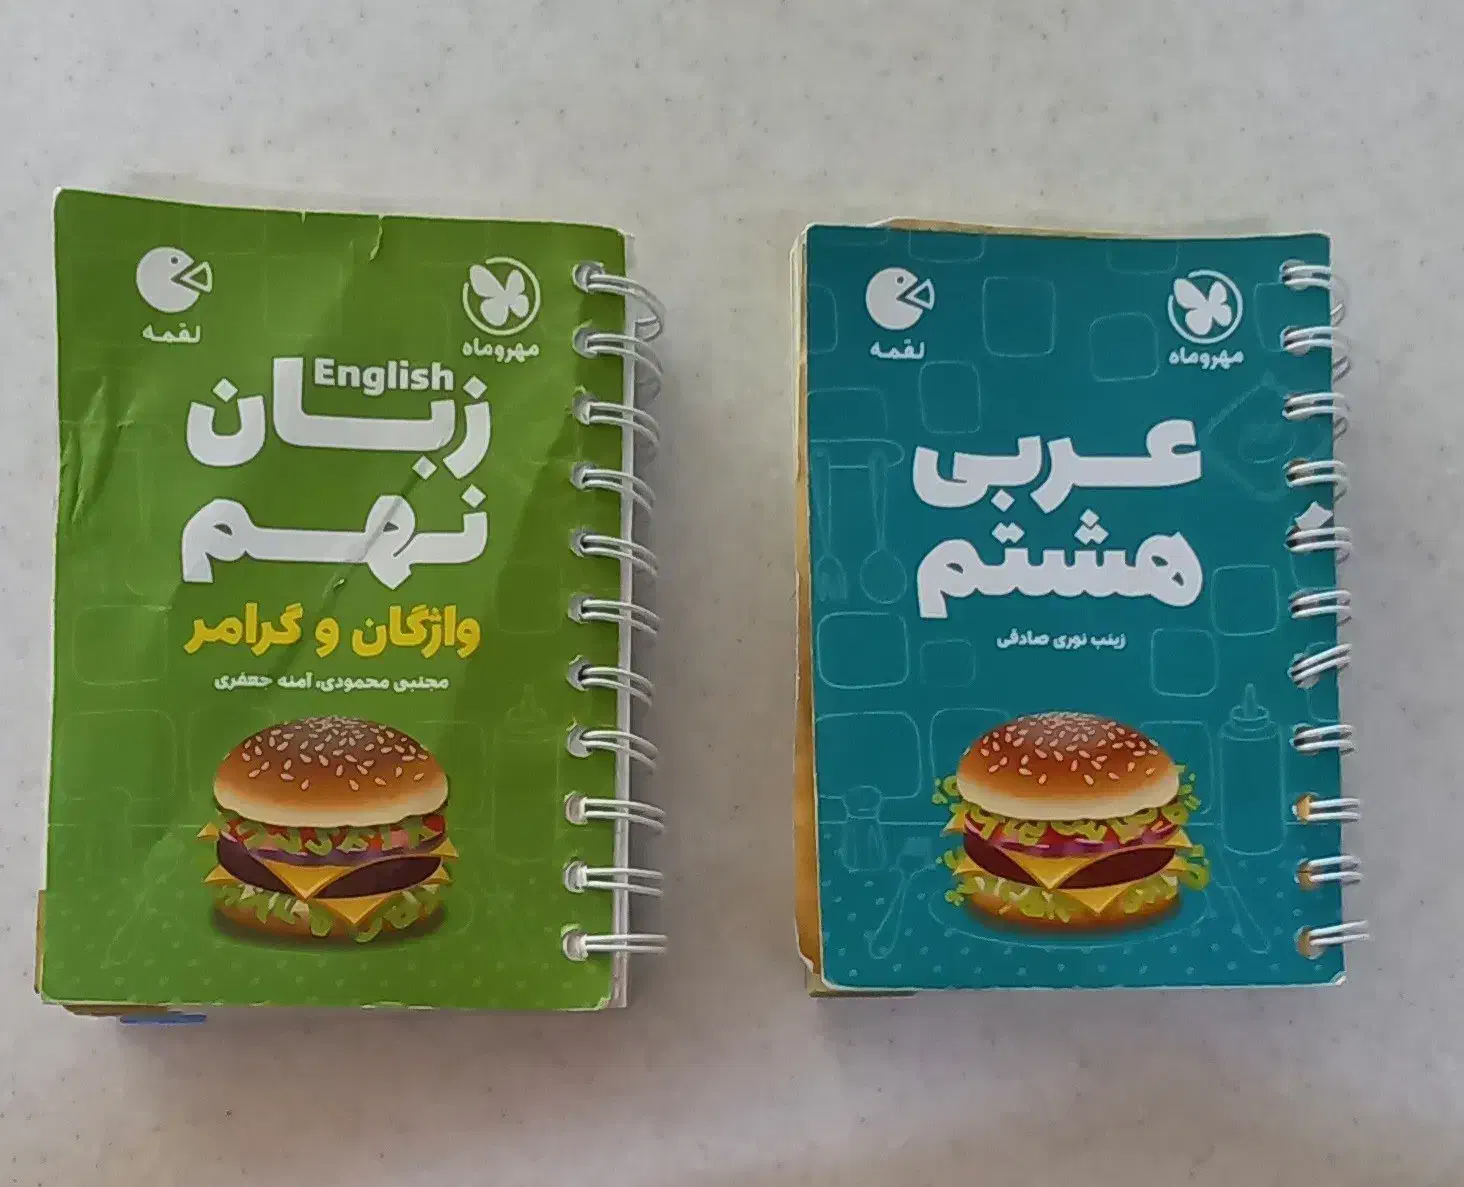 لقمه
مهروماه
English
زبان
نهم
واژگان و گرامر
مجتبی محمودی، آمنه جعفری
لقمه
مهروماه
عربی
هشتم
زینب نوری صادقی